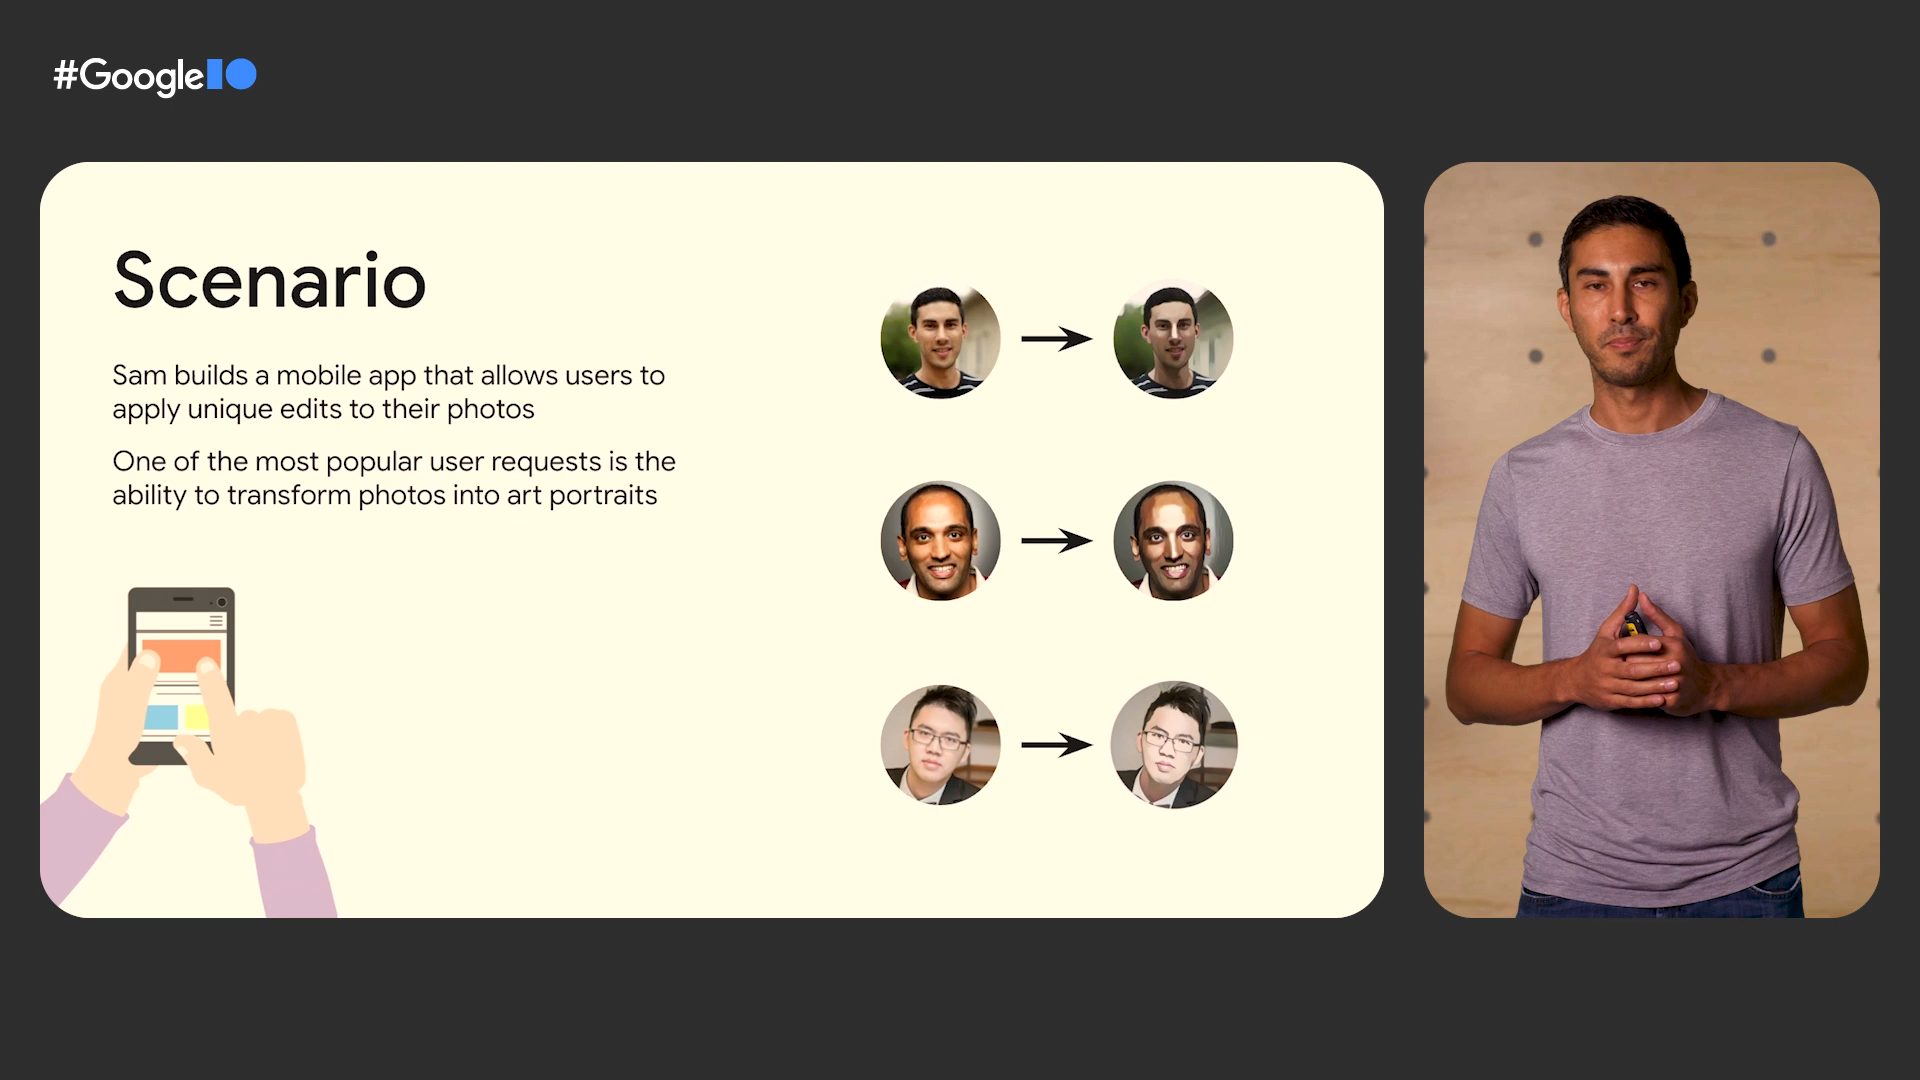 #GoogleIO
Scenario
Sam builds a mobile app that allows users to
apply unique edits to their photos
One of the most popular user requests is the
ability to transform photos into art portraits